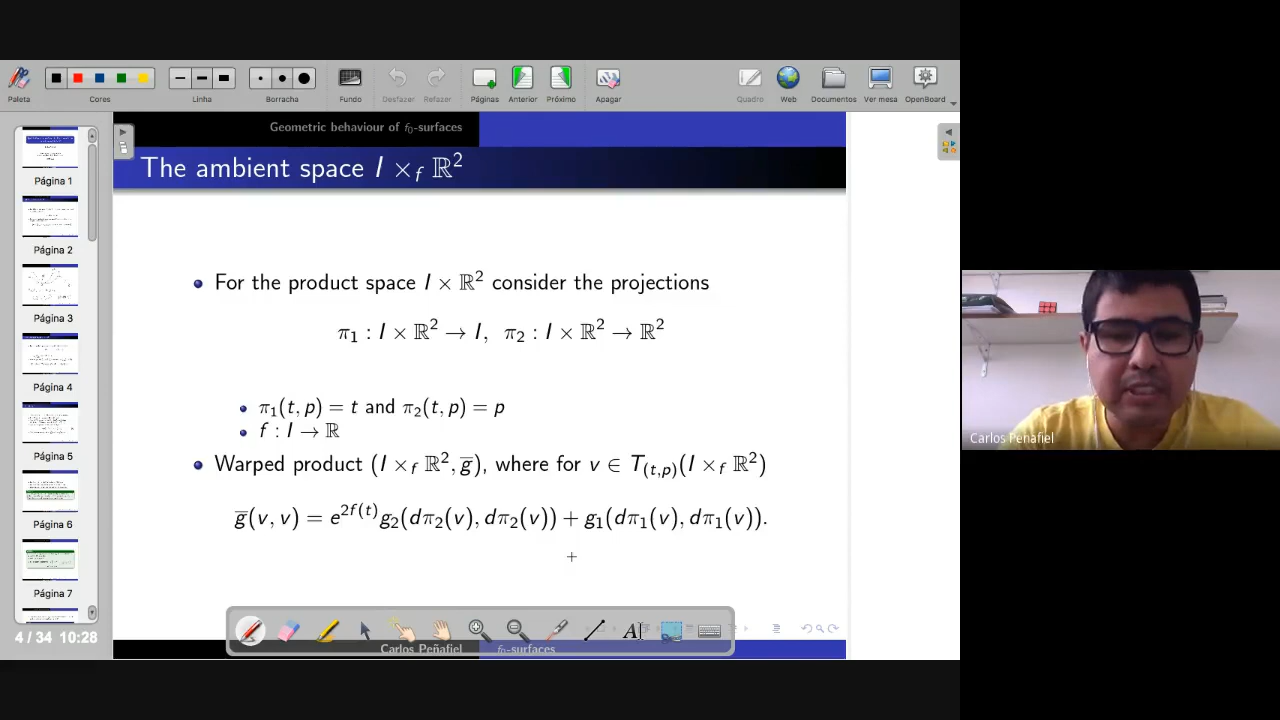 Paleta
Cores
Linha
Borracha
Fundo
Desfazer
Refazer
Páginas
Anterior
Próximo
Apagar
Quadro
Web
Documentos
Ver mesa
OpenBoard
Página 1
Página 2
Página 3
Página 4
Página 5
Página 6
Página 7
4 / 34 10:28
Geometric behaviour of f₀-surfaces
The ambient space I ×_f ℝ²
For the product space I × ℝ² consider the projections
π₁ : I × ℝ² → I, π₂ : I × ℝ² → ℝ²
π₁(t, p) = t and π₂(t, p) = p
f : I → ℝ
Warped product (I ×_f ℝ², g̅), where for v ∈ T_(t,p)(I ×_f ℝ²)
g̅(v, v) = e^{2f(t)}g₂(dπ₂(v), dπ₂(v)) + g₁(dπ₁(v), dπ₁(v)).
Carlos Peñafiel
f₀-surfaces
Carlos Peñafiel